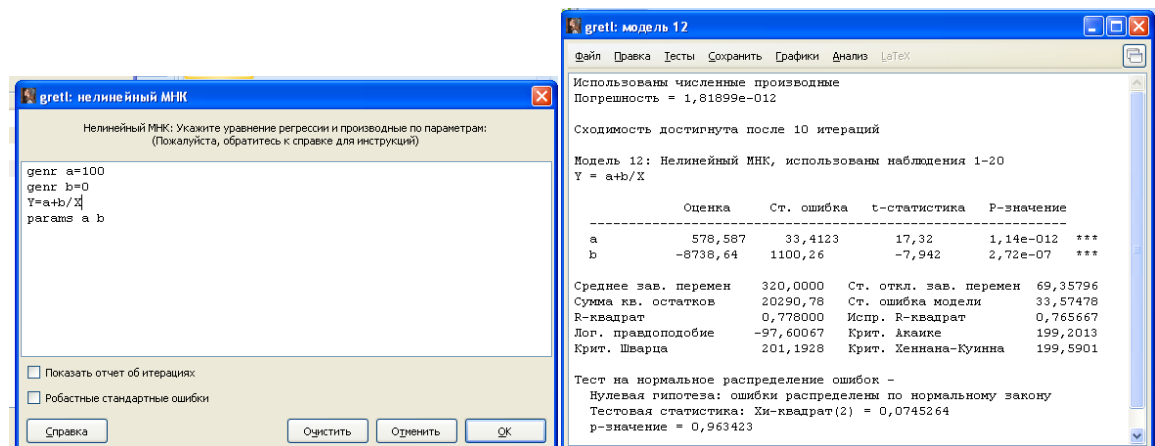 gretl: нелинейный МНК
Нелинейный МНК: Укажите уравнение регрессии и производные по параметрам:
(Пожалуйста, обратитесь к справке для инструкций)
genr a=100
genr b=0
Y=a+b/X
params a b
Показать отчет об итерациях
Робастные стандартные ошибки
Справка Очистить Отменить OK
gretl: модель 12
Файл Правка Тесты Сохранить Графики Анализ LaTeX
Использованы численные производные
Погрешность = 1,81899e-012
Сходимость достигнута после 10 итераций
Модель 12: Нелинейный МНК, использованы наблюдения 1-20
Y = a+b/X
Оценка Ст. ошибка t-статистика P-значение
a 578,587 33,4123 17,32 1,14e-012 ***
b -8738,64 1100,26 -7,942 2,72e-07 ***
Среднее зав. перемен 320,0000 Ст. откл. зав. перемен 69,35796
Сумма кв. остатков 20290,78 Ст. ошибка модели 33,57478
R-квадрат 0,778000 Испр. R-квадрат 0,765667
Лог. правдоподобие -97,60067 Крит. Акаике 199,2013
Крит. Шварца 201,1928 Крит. Хеннана-Куинна 199,5901
Тест на нормальное распределение ошибок -
Нулевая гипотеза: ошибки распределены по нормальному закону
Тестовая статистика: Хи-квадрат(2) = 0,0745264
р-значение = 0,963423